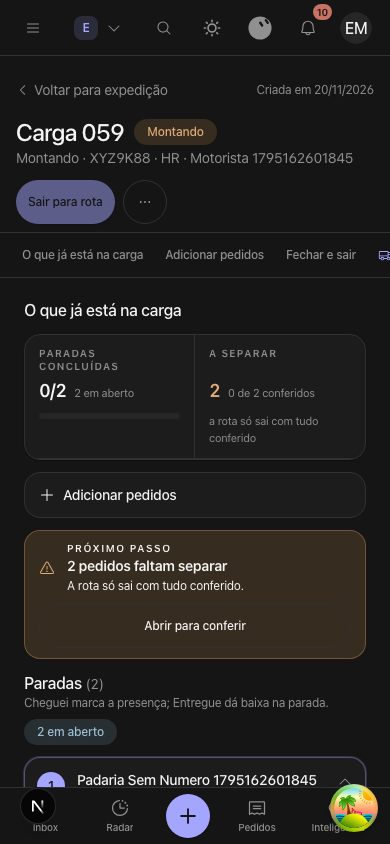 E
10
EM
Voltar para expedição
Criada em 20/11/2026
Carga 059
Montando
Montando · XYZ9K88 · HR · Motorista 1795162601845
Sair para rota
···
O que já está na carga
Adicionar pedidos
Fechar e sair
O que já está na carga
PARADAS
CONCLUÍDAS
0/2 2 em aberto
A SEPARAR
2 0 de 2 conferidos
a rota só sai com tudo
conferido
Adicionar pedidos
PRÓXIMO PASSO
2 pedidos faltam separar
A rota só sai com tudo conferido.
Abrir para conferir
Paradas (2)
Cheguei marca a presença; Entregue dá baixa na parada.
2 em aberto
1
Padaria Sem Numero 1795162601845
N
Inbox
Radar
Pedidos